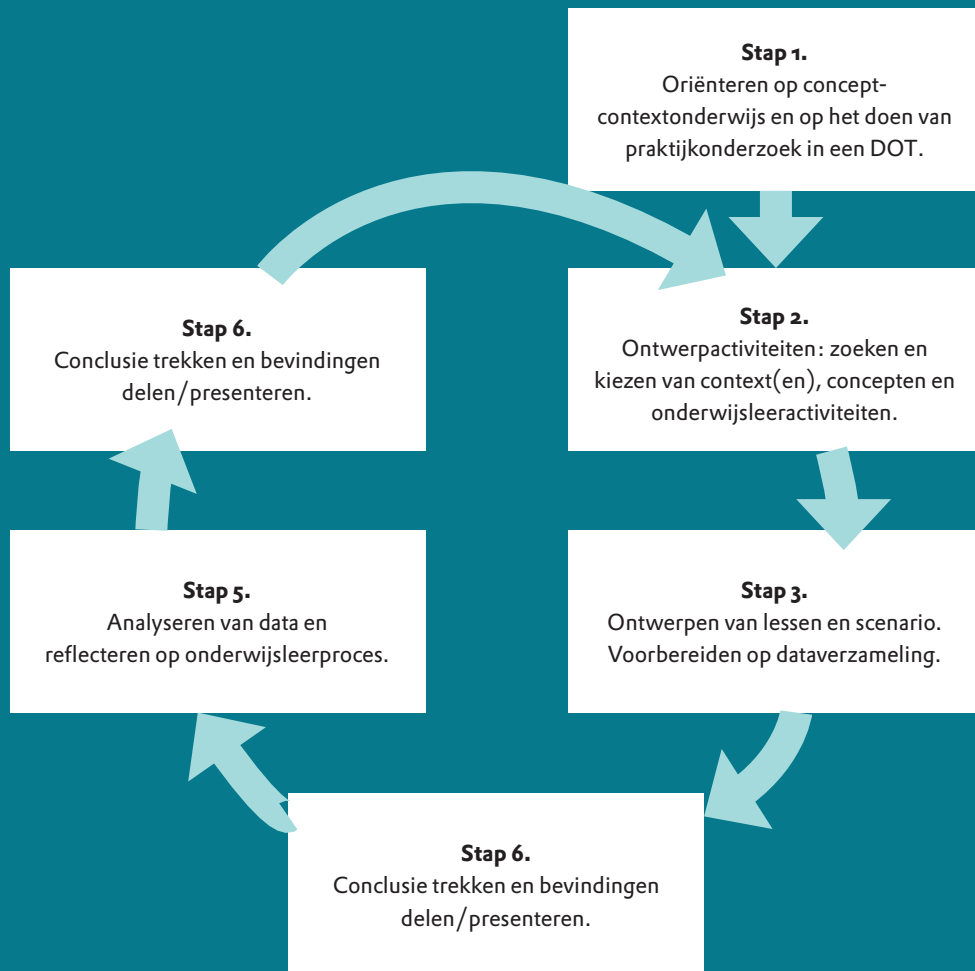 Stap 1.
Oriënteren op concept-
contextonderwijs en op het doen van
praktijkonderzoek in een DOT.
Stap 2.
Ontwerpactiviteiten: zoeken en
kiezen van context(en), concepten en
onderwijsleeractiviteiten.
Stap 3.
Ontwerpen van lessen en scenario.
Voorbereiden op dataverzameling.
Stap 6.
Conclusie trekken en bevindingen
delen/presenteren.
Stap 5.
Analyseren van data en
reflecteren op onderwijsleerproces.
Stap 6.
Conclusie trekken en bevindingen
delen/presenteren.